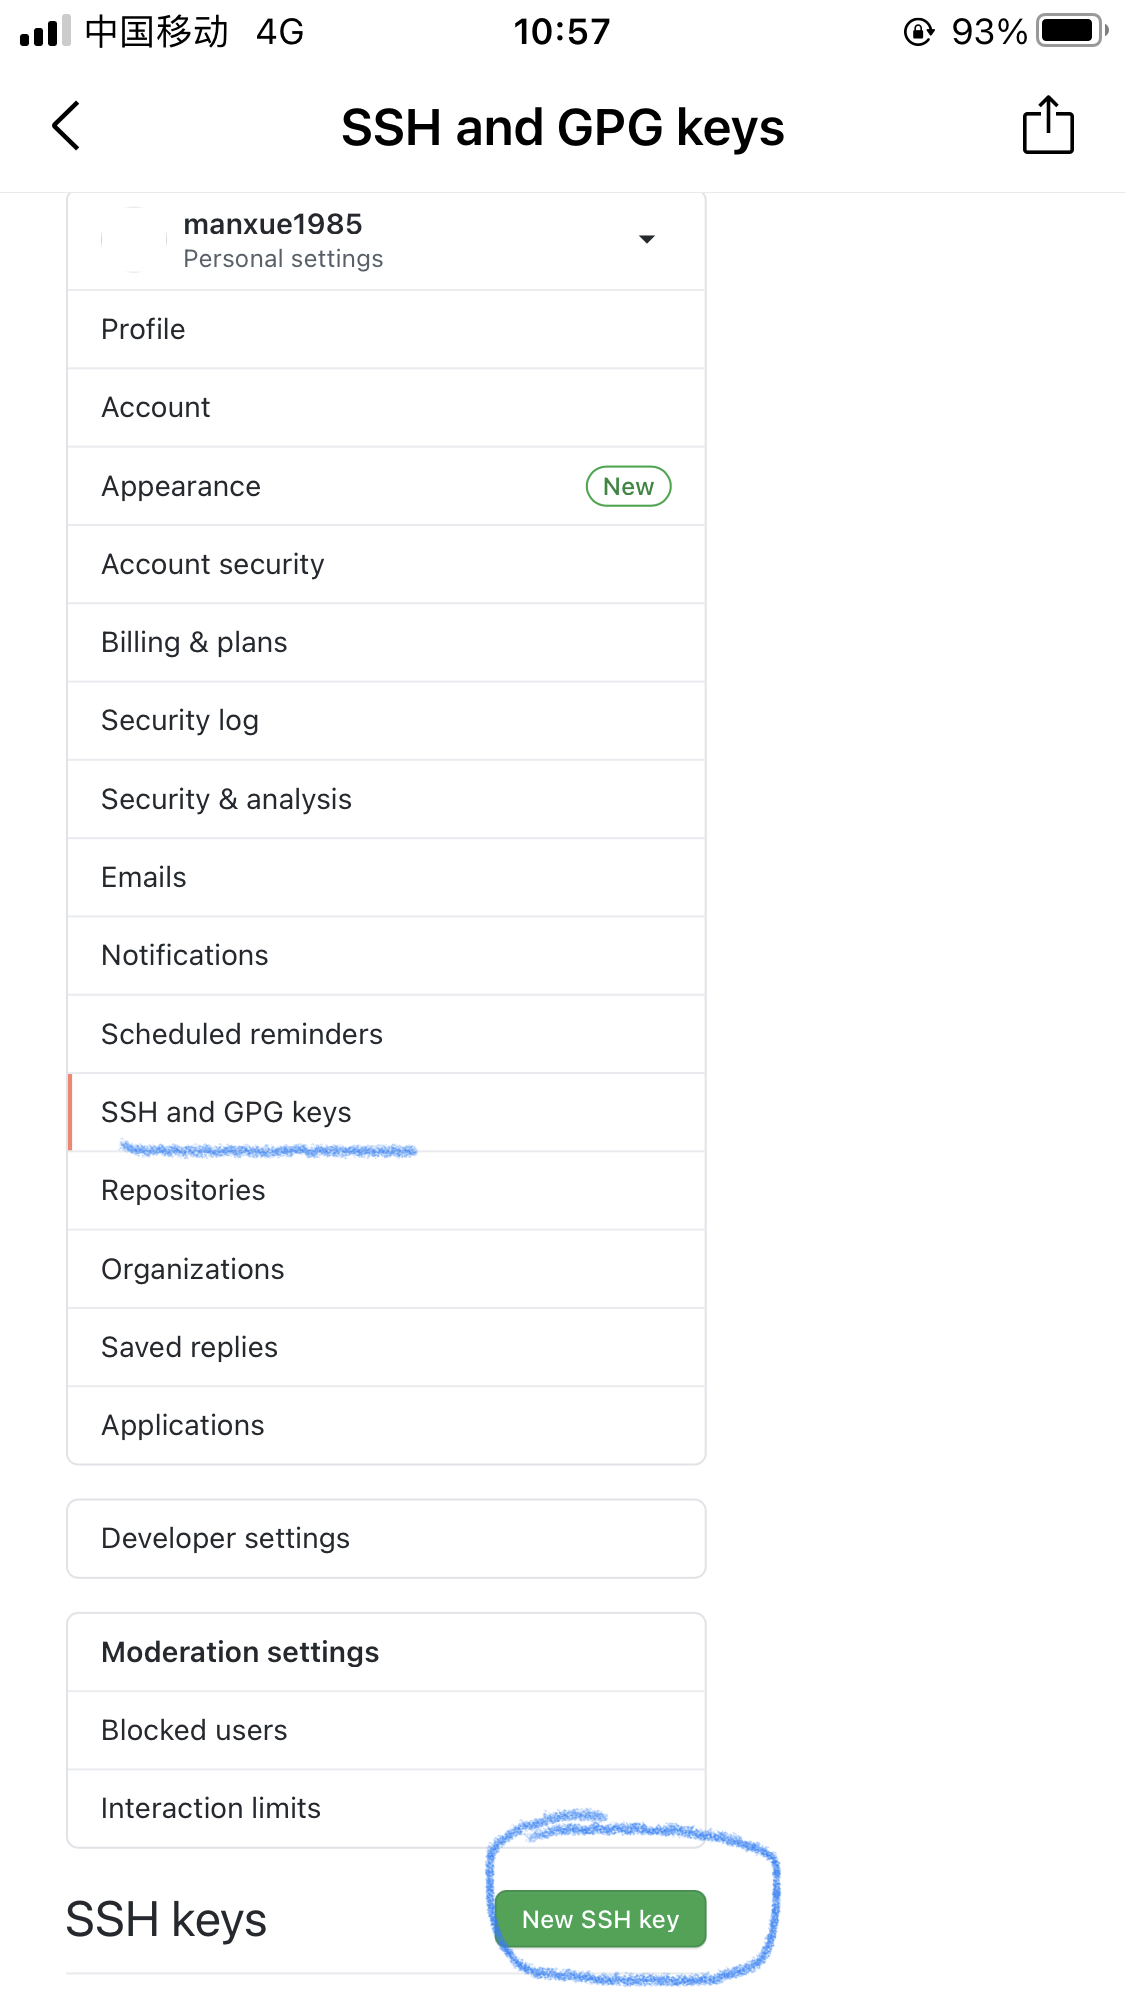 中国移动 4G 10:57 93%
SSH and GPG keys
manxue1985
Personal settings
Profile
Account
Appearance New
Account security
Billing & plans
Security log
Security & analysis
Emails
Notifications
Scheduled reminders
SSH and GPG keys
Repositories
Organizations
Saved replies
Applications
Developer settings
Moderation settings
Blocked users
Interaction limits
SSH keys New SSH key